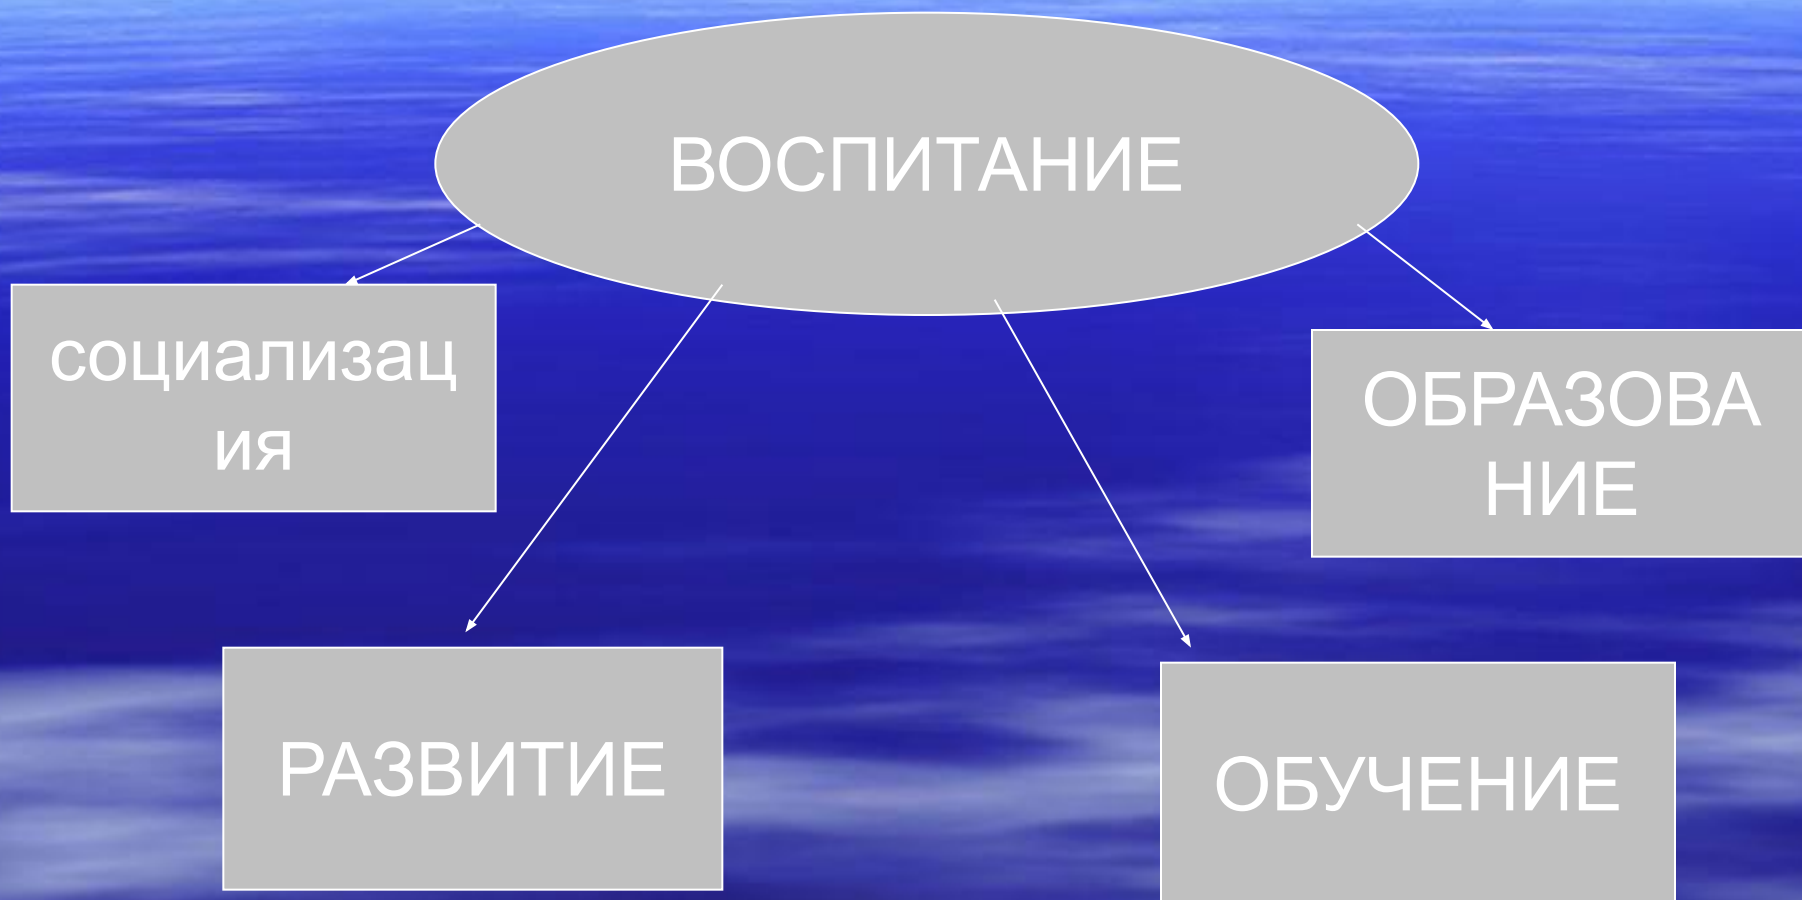 ВОСПИТАНИЕ
социализац
ия
ОБРАЗОВА
НИЕ
РАЗВИТИЕ
ОБУЧЕНИЕ